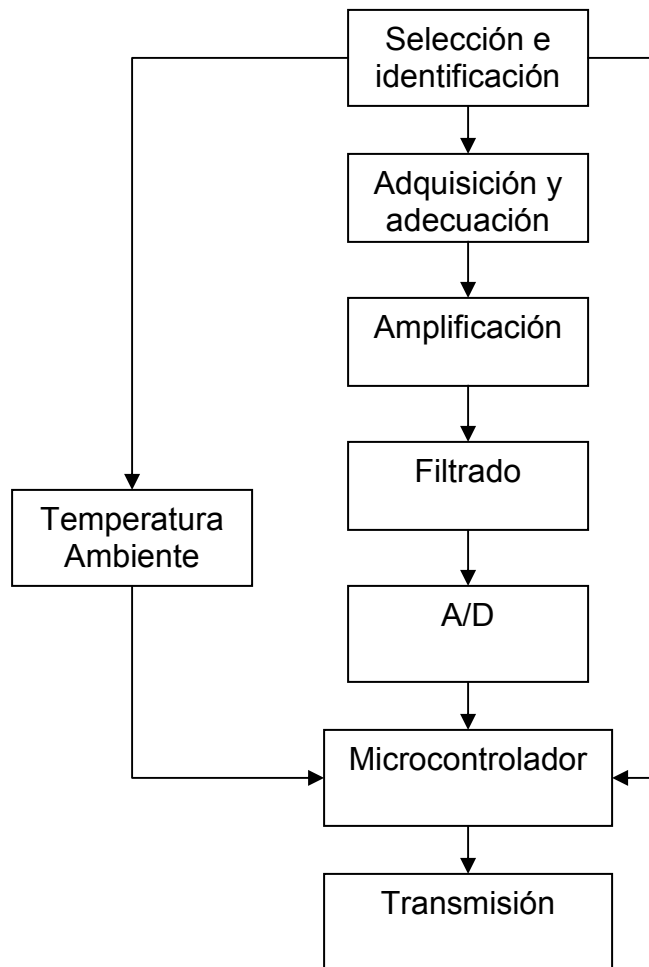 Selección e
identificación
Adquisición y
adecuación
Amplificación
Filtrado
Temperatura
Ambiente
A/D
Microcontrolador
Transmisión